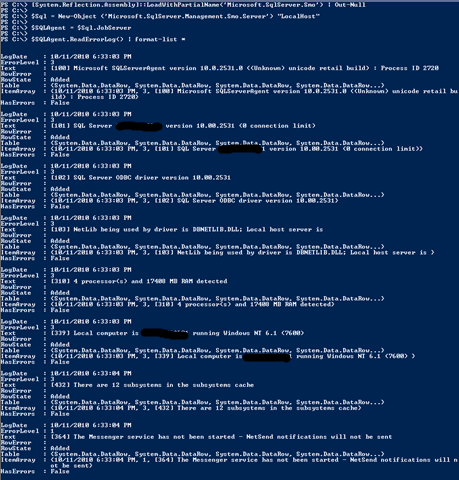 PS C:\> [System.Reflection.Assembly]::LoadWithPartialName('Microsoft.SqlServer.Smo') | Out-Null
PS C:\> $Sql = New-Object ('Microsoft.SqlServer.Management.Smo.Server') "LocalHost"
PS C:\> $SQLAgent = $Sql.JobServer
PS C:\> $SQLAgent.ReadErrorLog() | format-list *
LogDate : 10/11/2010 6:33:03 PM
ErrorLevel : 3
Text : [100] Microsoft SQLServerAgent version 10.0.2531.0 ((Unknown) unicode retail build) : Process ID 2720
RowError :
RowState : Added
Table : {System.Data.DataRow, System.Data.DataRow, System.Data.DataRow, System.Data.DataRow...}
ItemArray : {10/11/2010 6:33:03 PM, 3, [100] Microsoft SQLServerAgent version 10.0.2531.0 ((Unknown) unicode retail bu
ild) : Process ID 2720}
HasErrors : False
LogDate : 10/11/2010 6:33:03 PM
ErrorLevel : 3
Text : [101] SQL Server version 10.00.2531 (0 connection limit)
RowError :
RowState : Added
Table : {System.Data.DataRow, System.Data.DataRow, System.Data.DataRow, System.Data.DataRow...}
ItemArray : {10/11/2010 6:33:03 PM, 3, [101] SQL Server version 10.00.2531 (0 connection limit)}
HasErrors : False
LogDate : 10/11/2010 6:33:03 PM
ErrorLevel : 3
Text : [102] SQL Server ODBC driver version 10.00.2531
RowError :
RowState : Added
Table : {System.Data.DataRow, System.Data.DataRow, System.Data.DataRow, System.Data.DataRow...}
ItemArray : {10/11/2010 6:33:03 PM, 3, [102] SQL Server ODBC driver version 10.00.2531}
HasErrors : False
LogDate : 10/11/2010 6:33:03 PM
ErrorLevel : 3
Text : [103] NetLib being used by driver is DBNETLIB.DLL; Local host server is
RowError :
RowState : Added
Table : {System.Data.DataRow, System.Data.DataRow, System.Data.DataRow, System.Data.DataRow...}
ItemArray : {10/11/2010 6:33:03 PM, 3, [103] NetLib being used by driver is DBNETLIB.DLL; Local host server is }
HasErrors : False
LogDate : 10/11/2010 6:33:03 PM
ErrorLevel : 3
Text : [310] 4 processor(s) and 17408 MB RAM detected
RowError :
RowState : Added
Table : {System.Data.DataRow, System.Data.DataRow, System.Data.DataRow, System.Data.DataRow...}
ItemArray : {10/11/2010 6:33:03 PM, 3, [310] 4 processor(s) and 17408 MB RAM detected}
HasErrors : False
LogDate : 10/11/2010 6:33:03 PM
ErrorLevel : 3
Text : [339] Local computer is running Windows NT 6.1 (7600)
RowError :
RowState : Added
Table : {System.Data.DataRow, System.Data.DataRow, System.Data.DataRow, System.Data.DataRow...}
ItemArray : {10/11/2010 6:33:03 PM, 3, [339] Local computer is running Windows NT 6.1 (7600) }
HasErrors : False
LogDate : 10/11/2010 6:33:04 PM
ErrorLevel : 3
Text : [432] There are 12 subsystems in the subsystems cache
RowError :
RowState : Added
Table : {System.Data.DataRow, System.Data.DataRow, System.Data.DataRow, System.Data.DataRow...}
ItemArray : {10/11/2010 6:33:04 PM, 3, [432] There are 12 subsystems in the subsystems cache}
HasErrors : False
LogDate : 10/11/2010 6:33:04 PM
ErrorLevel : 1
Text : [364] The Messenger service has not been started - NetSend notifications will not be sent
RowError :
RowState : Added
Table : {System.Data.DataRow, System.Data.DataRow, System.Data.DataRow, System.Data.DataRow...}
ItemArray : {10/11/2010 6:33:04 PM, 1, [364] The Messenger service has not been started - NetSend notifications will n
ot be sent}
HasErrors : False